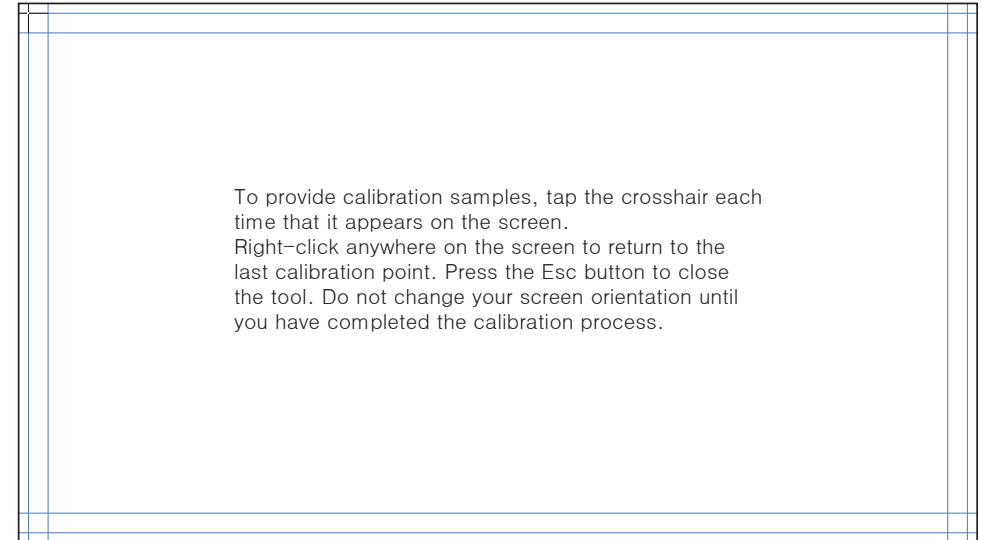 To provide calibration samples, tap the crosshair each
time that it appears on the screen.
Right-click anywhere on the screen to return to the
last calibration point. Press the Esc button to close
the tool. Do not change your screen orientation until
you have completed the calibration process.